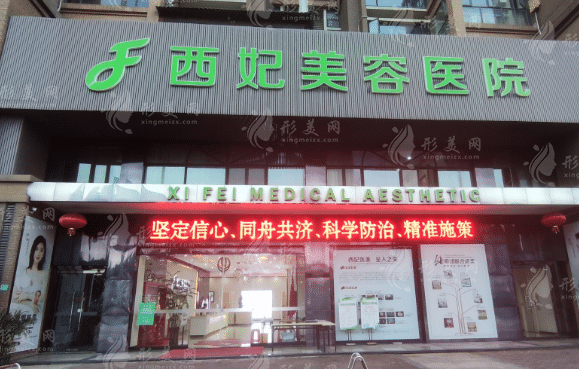 西妃美容医院
XI FEI MEDICAL AESTHETIC
坚定信心、同舟共济、科学防治、精准施策
形美网
xingmeizx.com